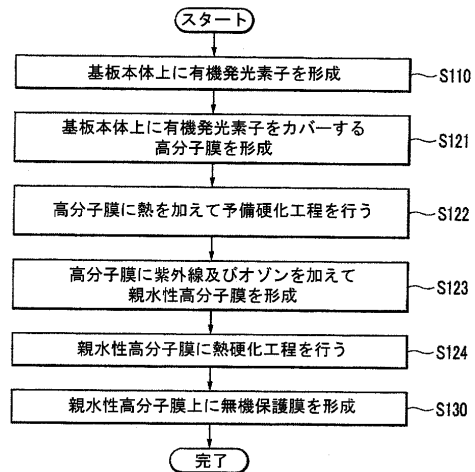 スタート
基板本体上に有機発光素子を形成
S110
基板本体上に有機発光素子をカバーする
高分子膜を形成
S121
高分子膜に熱を加えて予備硬化工程を行う
S122
高分子膜に紫外線及びオゾンを加えて
親水性高分子膜を形成
S123
親水性高分子膜に熱硬化工程を行う
S124
親水性高分子膜上に無機保護膜を形成
S130
完了